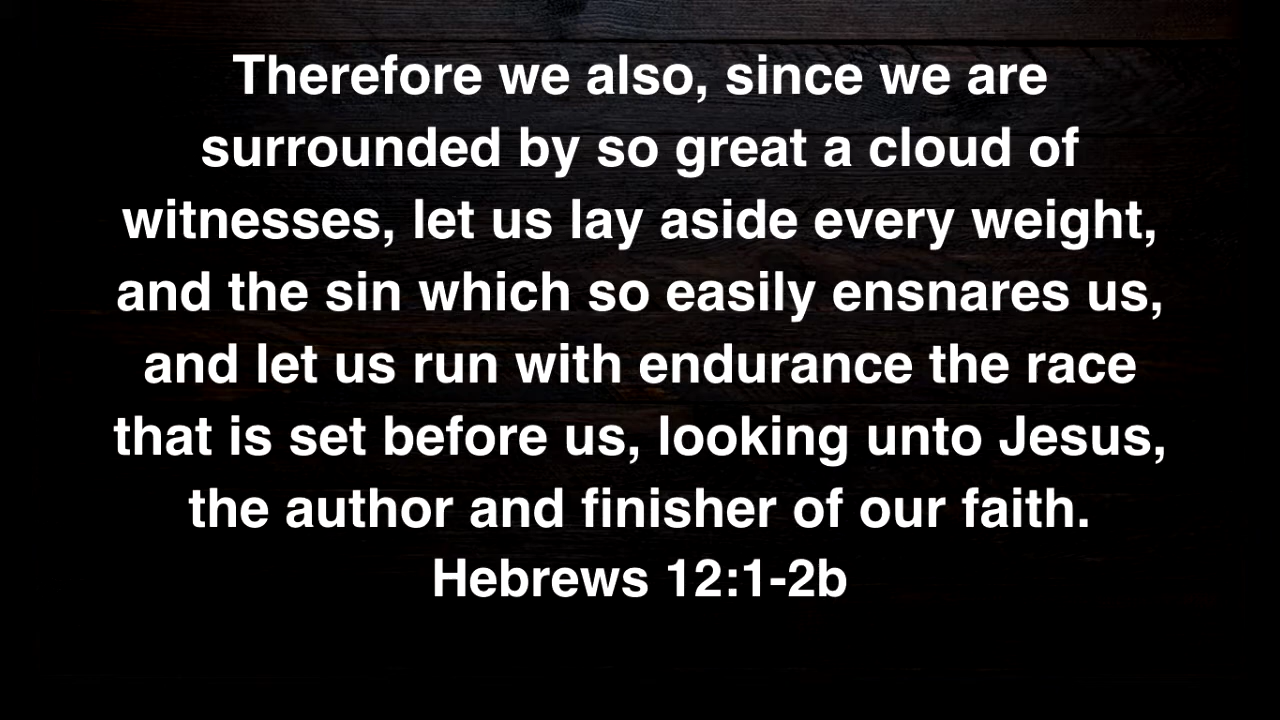 Therefore we also, since we are
surrounded by so great a cloud of
witnesses, let us lay aside every weight,
and the sin which so easily ensnares us,
and let us run with endurance the race
that is set before us, looking unto Jesus,
the author and finisher of our faith.
Hebrews 12:1-2b